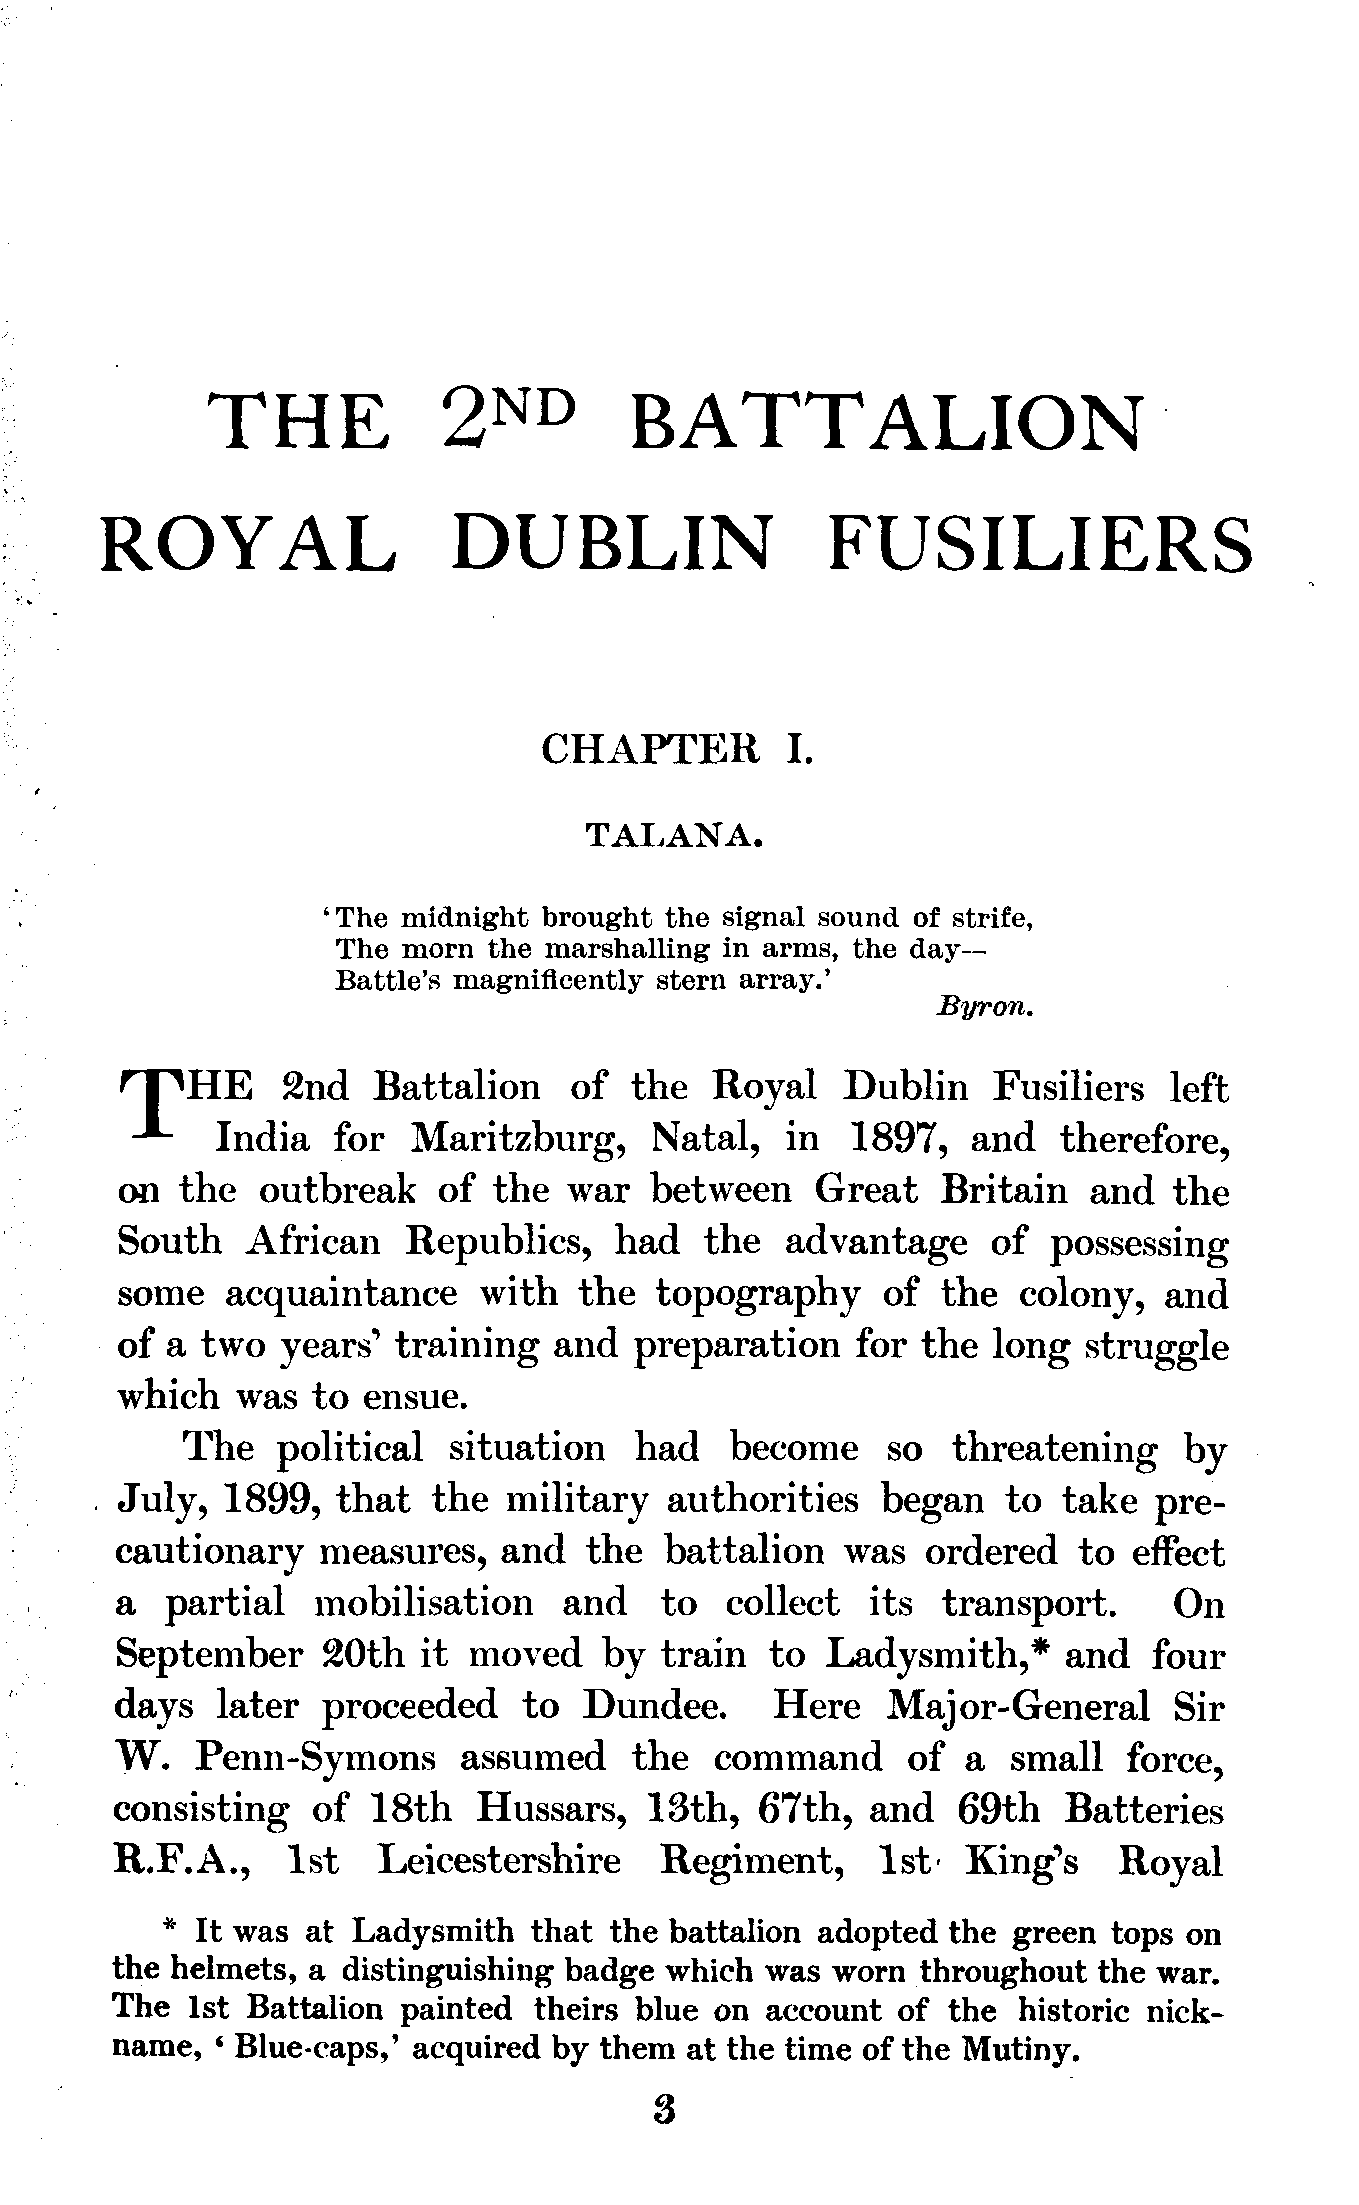 THE 2ND BATTALION
ROYAL DUBLIN FUSILIERS
CHAPTER I.
TALANA.
'The midnight brought the signal sound of strife,
The morn the marshalling in arms, the day—
Battle's magnificently stern array.'
Byron.
THE 2nd Battalion of the Royal Dublin Fusiliers left
India for Maritzburg, Natal, in 1897, and therefore,
on the outbreak of the war between Great Britain and the
South African Republics, had the advantage of possessing
some acquaintance with the topography of the colony, and
of a two years' training and preparation for the long struggle
which was to ensue.
The political situation had become so threatening by
July, 1899, that the military authorities began to take pre-
cautionary measures, and the battalion was ordered to effect
a partial mobilisation and to collect its transport. On
September 20th it moved by train to Ladysmith,* and four
days later proceeded to Dundee. Here Major-General Sir
W. Penn-Symons assumed the command of a small force,
consisting of 18th Hussars, 13th, 67th, and 69th Batteries
R.F.A., 1st Leicestershire Regiment, 1st King's Royal
* It was at Ladysmith that the battalion adopted the green tops on
the helmets, a distinguishing badge which was worn throughout the war.
The 1st Battalion painted theirs blue on account of the historic nick-
name, 'Blue-caps,' acquired by them at the time of the Mutiny.
3